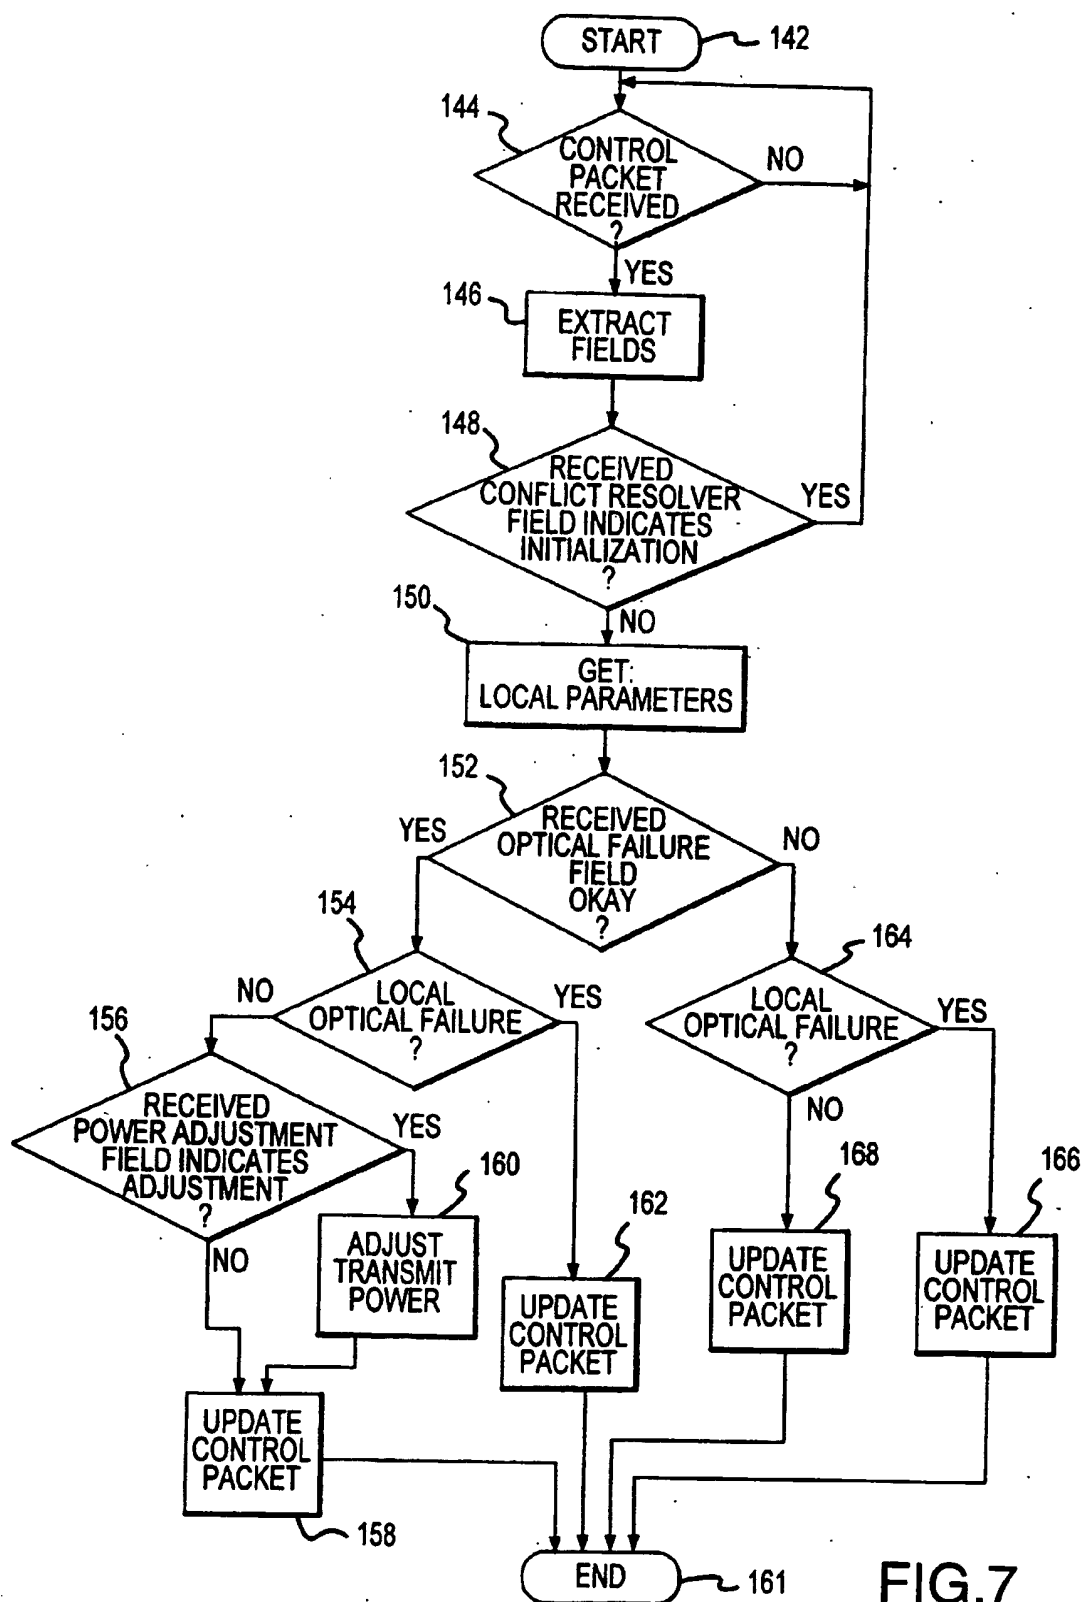 START
142
144
CONTROL
PACKET
RECEIVED
?
NO
YES
146
EXTRACT
FIELDS
148
RECEIVED
CONFLICT RESOLVER
FIELD INDICATES
INITIALIZATION
?
YES
NO
150
GET:
LOCAL PARAMETERS
152
RECEIVED
OPTICAL FAILURE
FIELD
OKAY
?
YES
NO
154
LOCAL
OPTICAL FAILURE
?
NO
YES
164
LOCAL
OPTICAL FAILURE
?
YES
NO
156
RECEIVED
POWER ADJUSTMENT
FIELD INDICATES
ADJUSTMENT
?
YES
NO
160
ADJUST
TRANSMIT
POWER
162
UPDATE
CONTROL
PACKET
168
UPDATE
CONTROL
PACKET
166
UPDATE
CONTROL
PACKET
UPDATE
CONTROL
PACKET
158
END
161
FIG.7